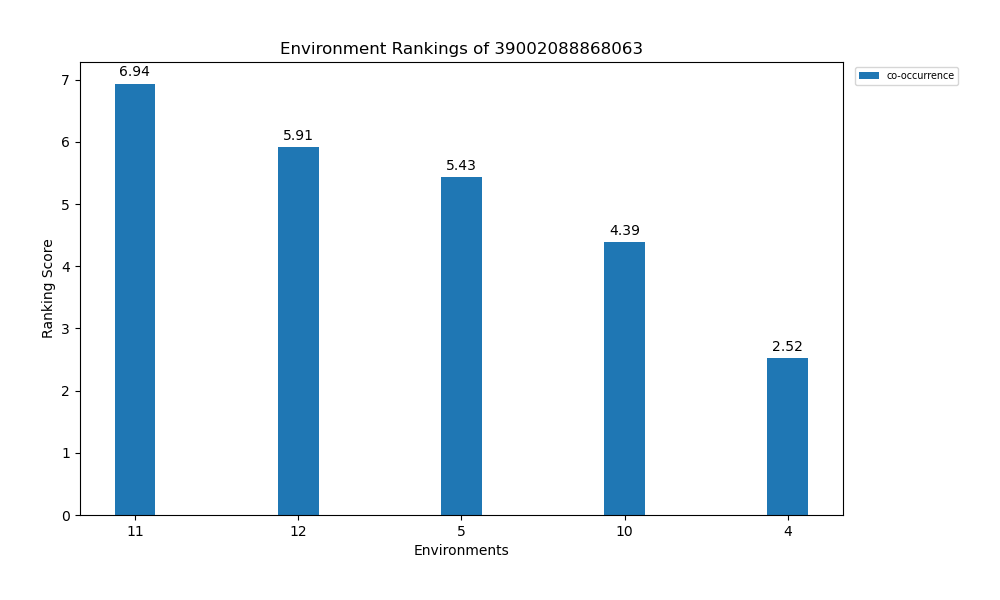 Environment Rankings of 39002088868063
co-occurrence
Ranking Score
7
6
5
4
3
2
1
0
6.94
5.91
5.43
4.39
2.52
11 12 5 10 4
Environments